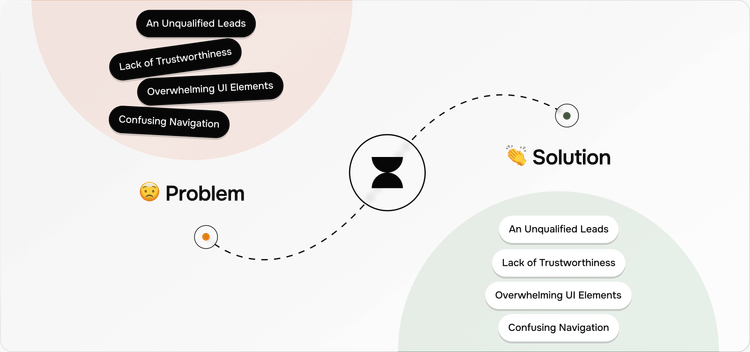 An Unqualified Leads
Lack of Trustworthiness
Overwhelming UI Elements
Confusing Navigation
Problem
Solution
An Unqualified Leads
Lack of Trustworthiness
Overwhelming UI Elements
Confusing Navigation